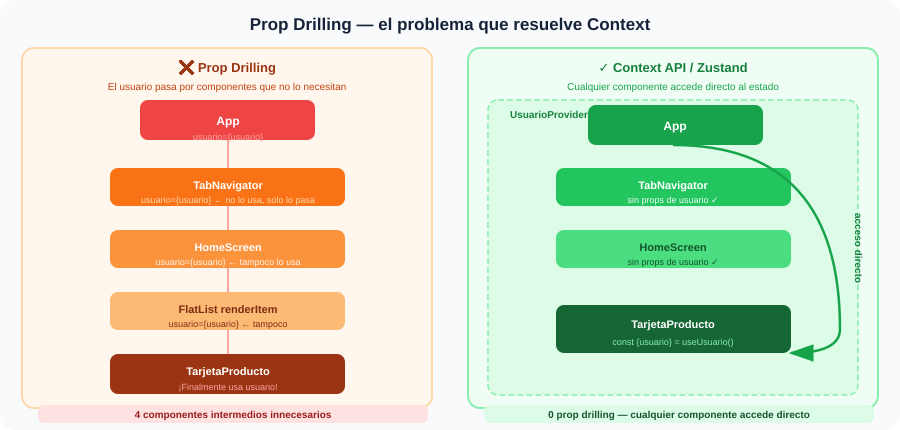 Prop Drilling — el problema que resuelve Context
❌ Prop Drilling
El usuario pasa por componentes que no lo necesitan
App
usuario={usuario}
TabNavigator
usuario={usuario} ← no lo usa, solo lo pasa
HomeScreen
usuario={usuario} ← tampoco lo usa
FlatList renderItem
usuario={usuario} ← tampoco
TarjetaProducto
¡Finalmente usa usuario!
4 componentes intermedios innecesarios
✓ Context API / Zustand
Cualquier componente accede directo al estado
UsuarioProvider
App
TabNavigator
sin props de usuario ✓
HomeScreen
sin props de usuario ✓
acceso directo
TarjetaProducto
const {usuario} = useUsuario()
0 prop drilling — cualquier componente accede directo